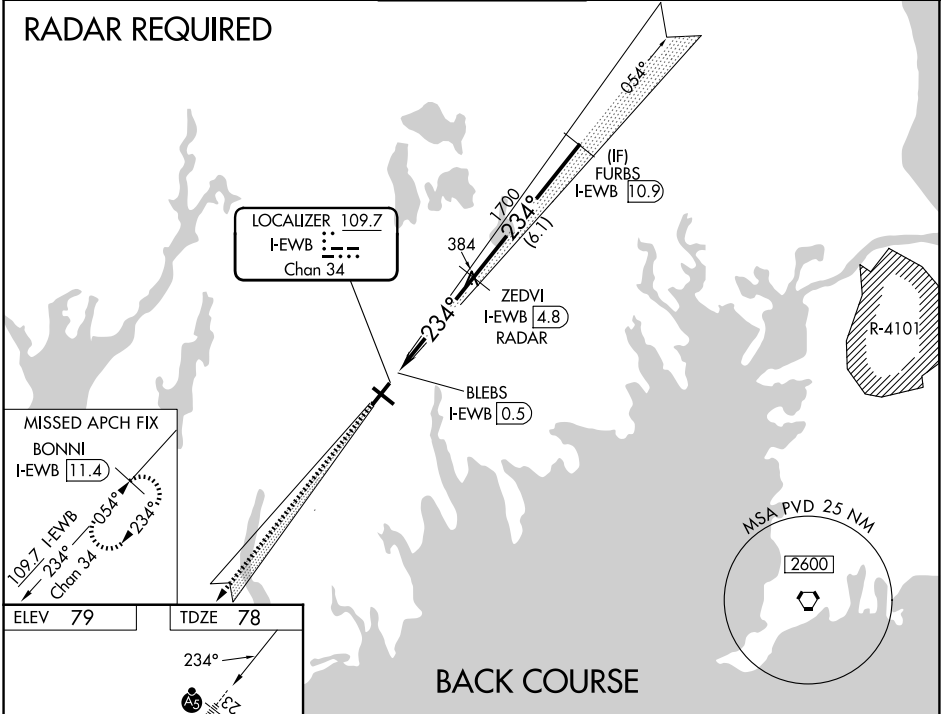 RADAR REQUIRED
054°
(IF)
FURBS
I-EWB 10.9
1700
234°
(6.1)
LOCALIZER 109.7
I-EWB
Chan 34
384
ZEDVI
I-EWB 4.8
RADAR
234°
R-4101
BLEBS
I-EWB 0.5
MISSED APCH FIX
BONNI
I-EWB 11.4
054°
234°
109.7 I-EWB
234°
Chan 34
MSA PVD 25 NM
2600
ELEV 79
TDZE 78
234°
A5
23
BACK COURSE